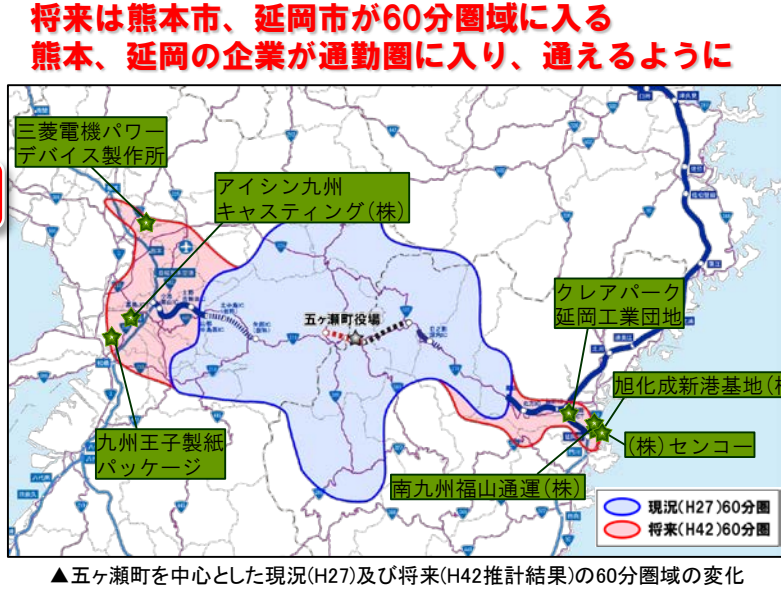 将来は熊本市、延岡市が60分圏域に入る
熊本、延岡の企業が通勤圏に入り、通えるように
三菱電機パワー
デバイス製作所
アイシン九州
キャスティング(株)
五ヶ瀬町役場
クレアパーク
延岡工業団地
旭化成新港基地(株
(株)センコー
九州王子製紙
パッケージ
南九州福山通運(株)
現況(H27)60分圏
将来(H42)60分圏
▲五ヶ瀬町を中心とした現況(H27)及び将来(H42推計結果)の60分圏域の変化